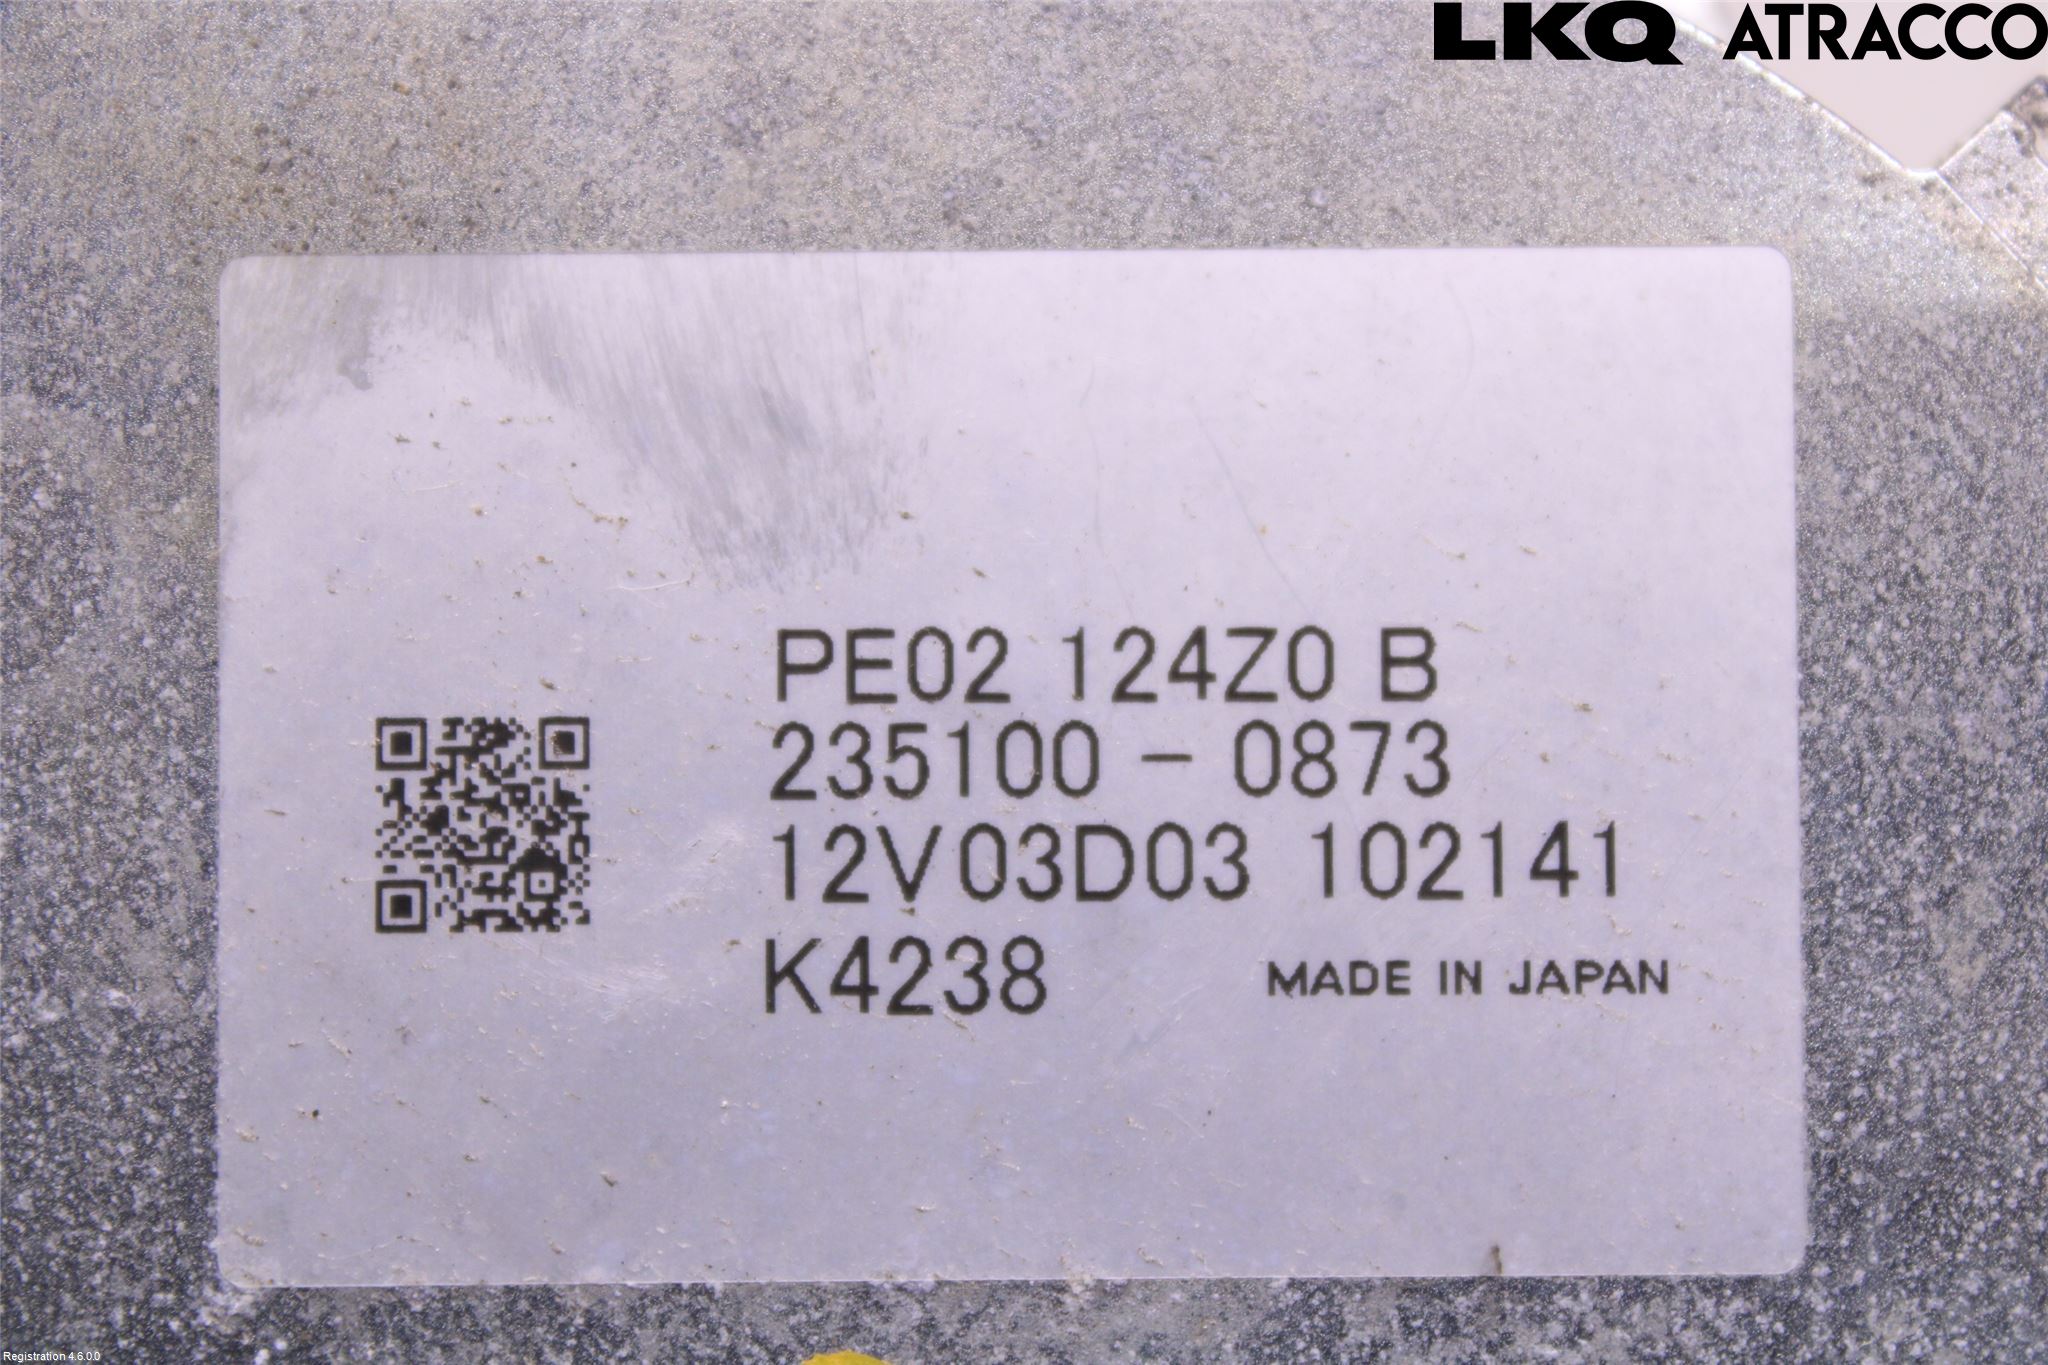 LKQ ATRACCO
PE02 124Z0 B
235100 - 0873
12V03D03 102141
K4238 MADE IN JAPAN
Registration 4.6.0.0